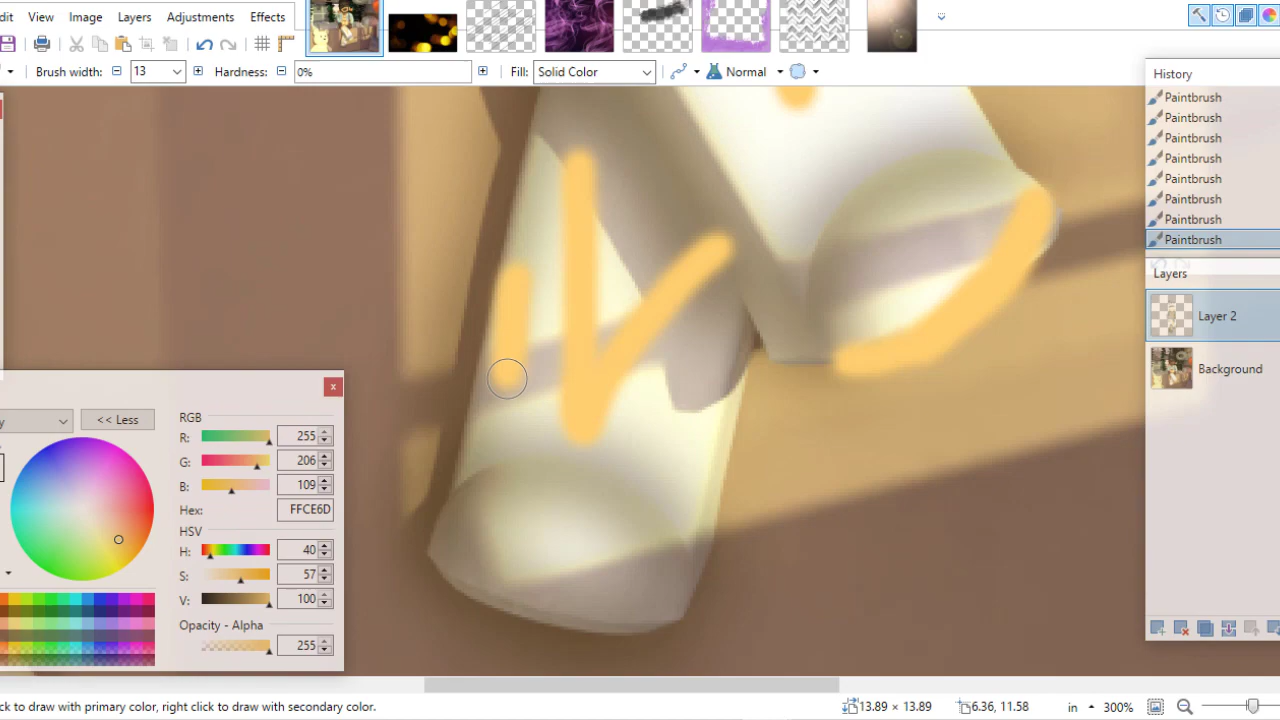 dit View Image Layers Adjustments Effects
Brush width: 13 Hardness: 0% Fill: Solid Color Normal
History
Paintbrush
Paintbrush
Paintbrush
Paintbrush
Paintbrush
Paintbrush
Paintbrush
Paintbrush
Layers
Layer 2
Background
x
y << Less
RGB
R: 255
G: 206
B: 109
Hex: FFCE6D
HSV
H: 40
S: 57
V: 100
Opacity - Alpha
255
ck to draw with primary color, right click to draw with secondary color. 13.89 × 13.89 6.36, 11.58 in 300%